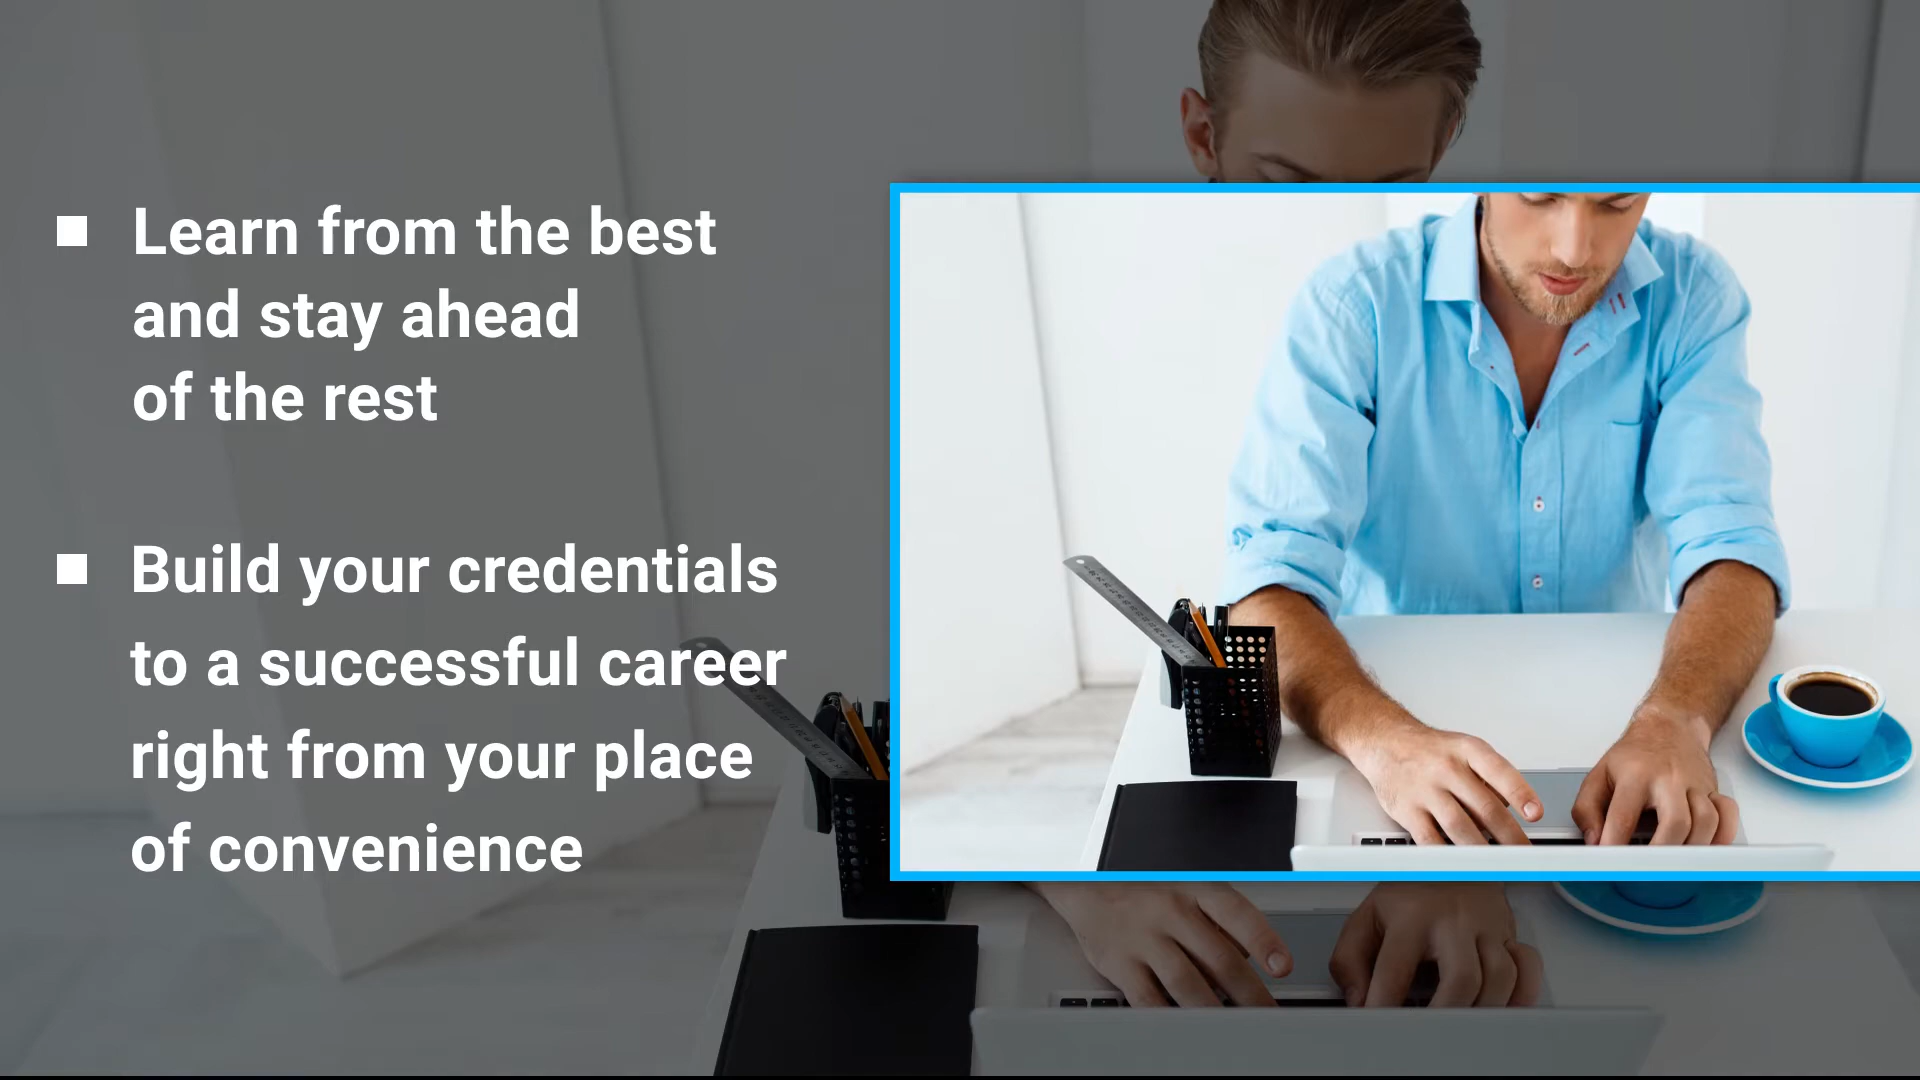 Learn from the best
and stay ahead
of the rest
Build your credentials
to a successful career
right from your place
of convenience